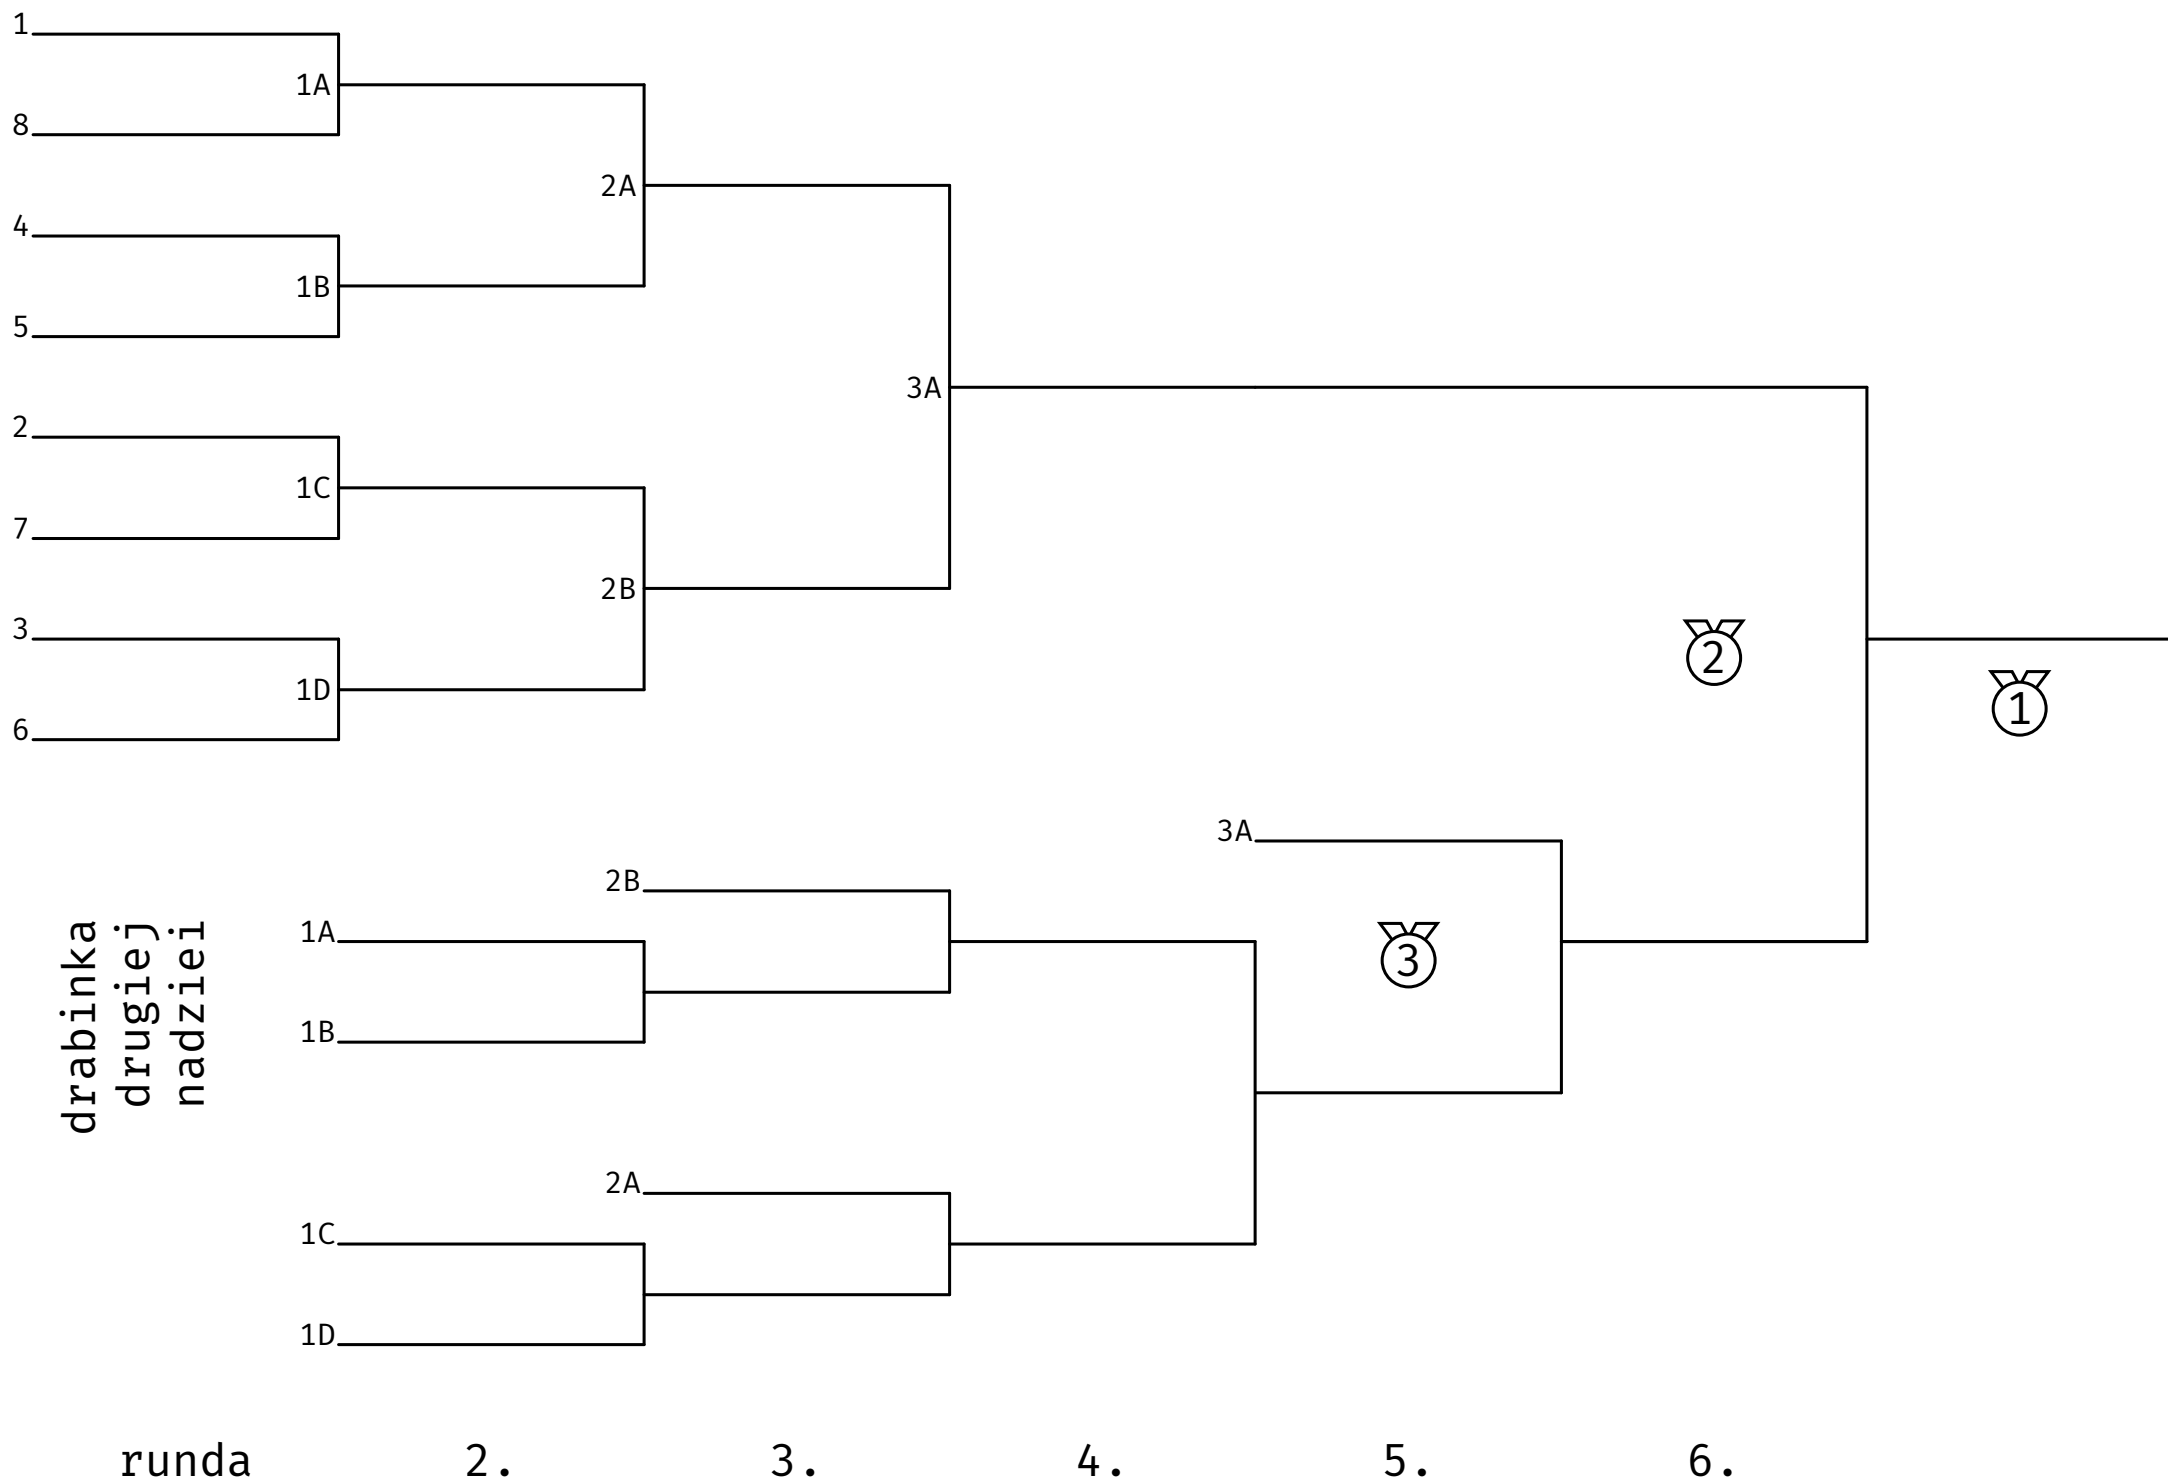 1
1A
8
2A
4
1B
5
3A
2
1C
7
2B
3
1D
6
2
1
3A
2B
1A
1B
3
drabinka
drugiej
nadziei
2A
1C
1D
runda 2. 3. 4. 5. 6.